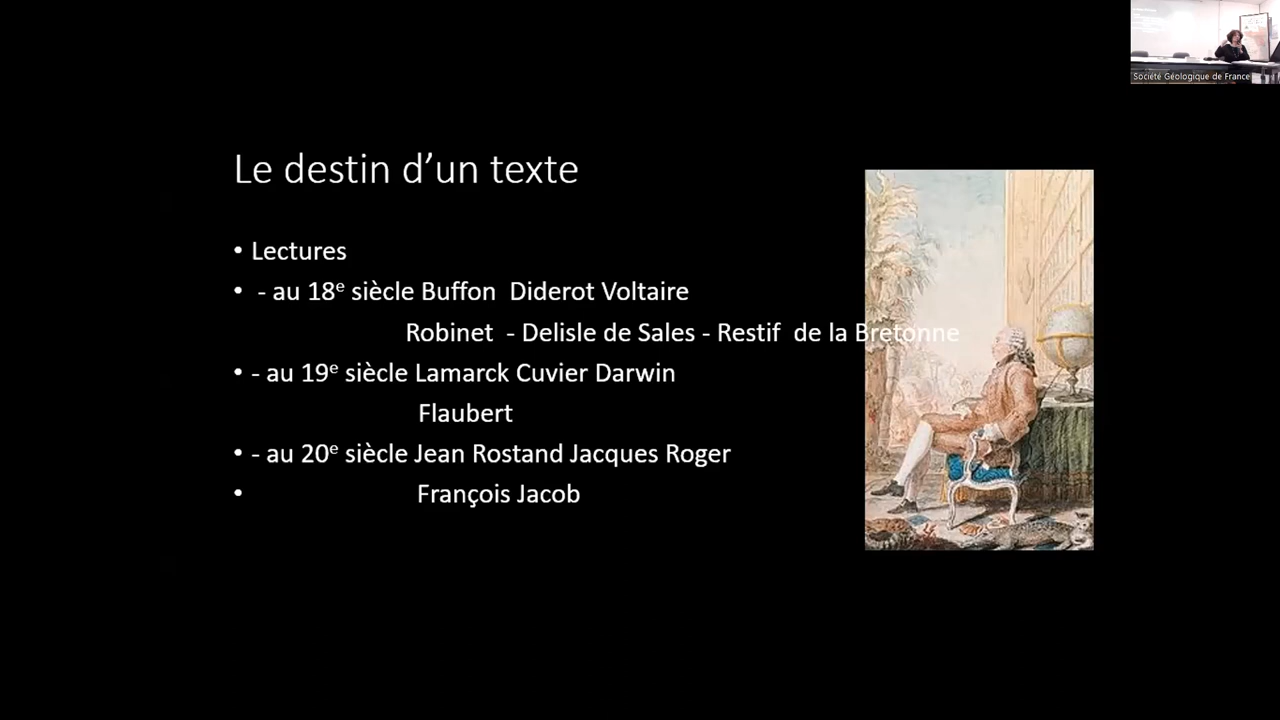 Société Géologique de France
Le destin d’un texte
• Lectures
• - au 18e siècle Buffon Diderot Voltaire
Robinet - Delisle de Sales - Restif de la Bretonne
• - au 19e siècle Lamarck Cuvier Darwin
Flaubert
• - au 20e siècle Jean Rostand Jacques Roger
• François Jacob